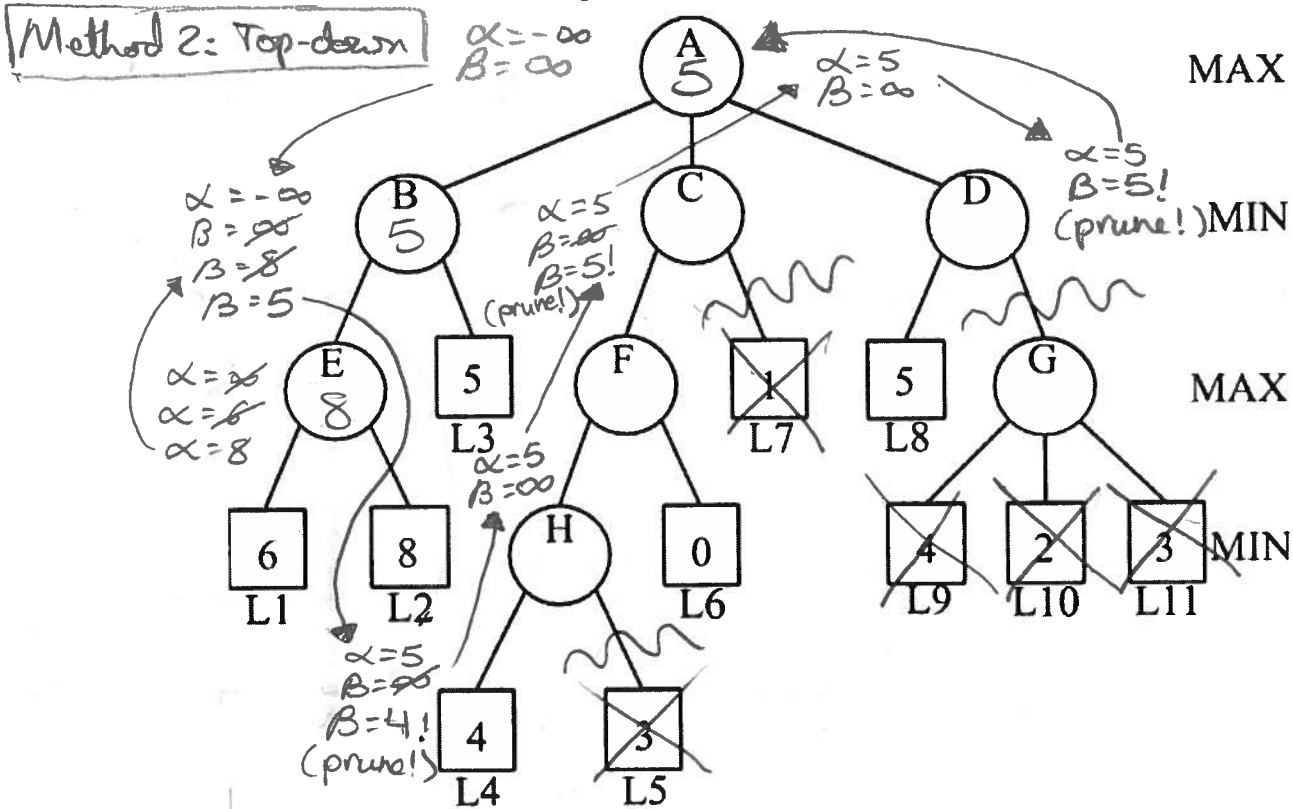 Method 2: Top-down
α=-∞
β=∞
A
5
α=5
β=∞
MAX
α=5
β=5!
(prune!)
MIN
α=-∞
β=∞
β=8
β=5
B
5
α=5
β=∞
β=5!
(prune!)
C
D
α=∞
α=6
α=8
E
8
5
L3
F
1
L7
5
L8
G
MAX
α=5
β=∞
6
L1
8
L2
H
0
L6
4
L9
2
L10
3
L11
MIN
α=5
β=∞
β=4!
(prune!)
4
L4
3
L5